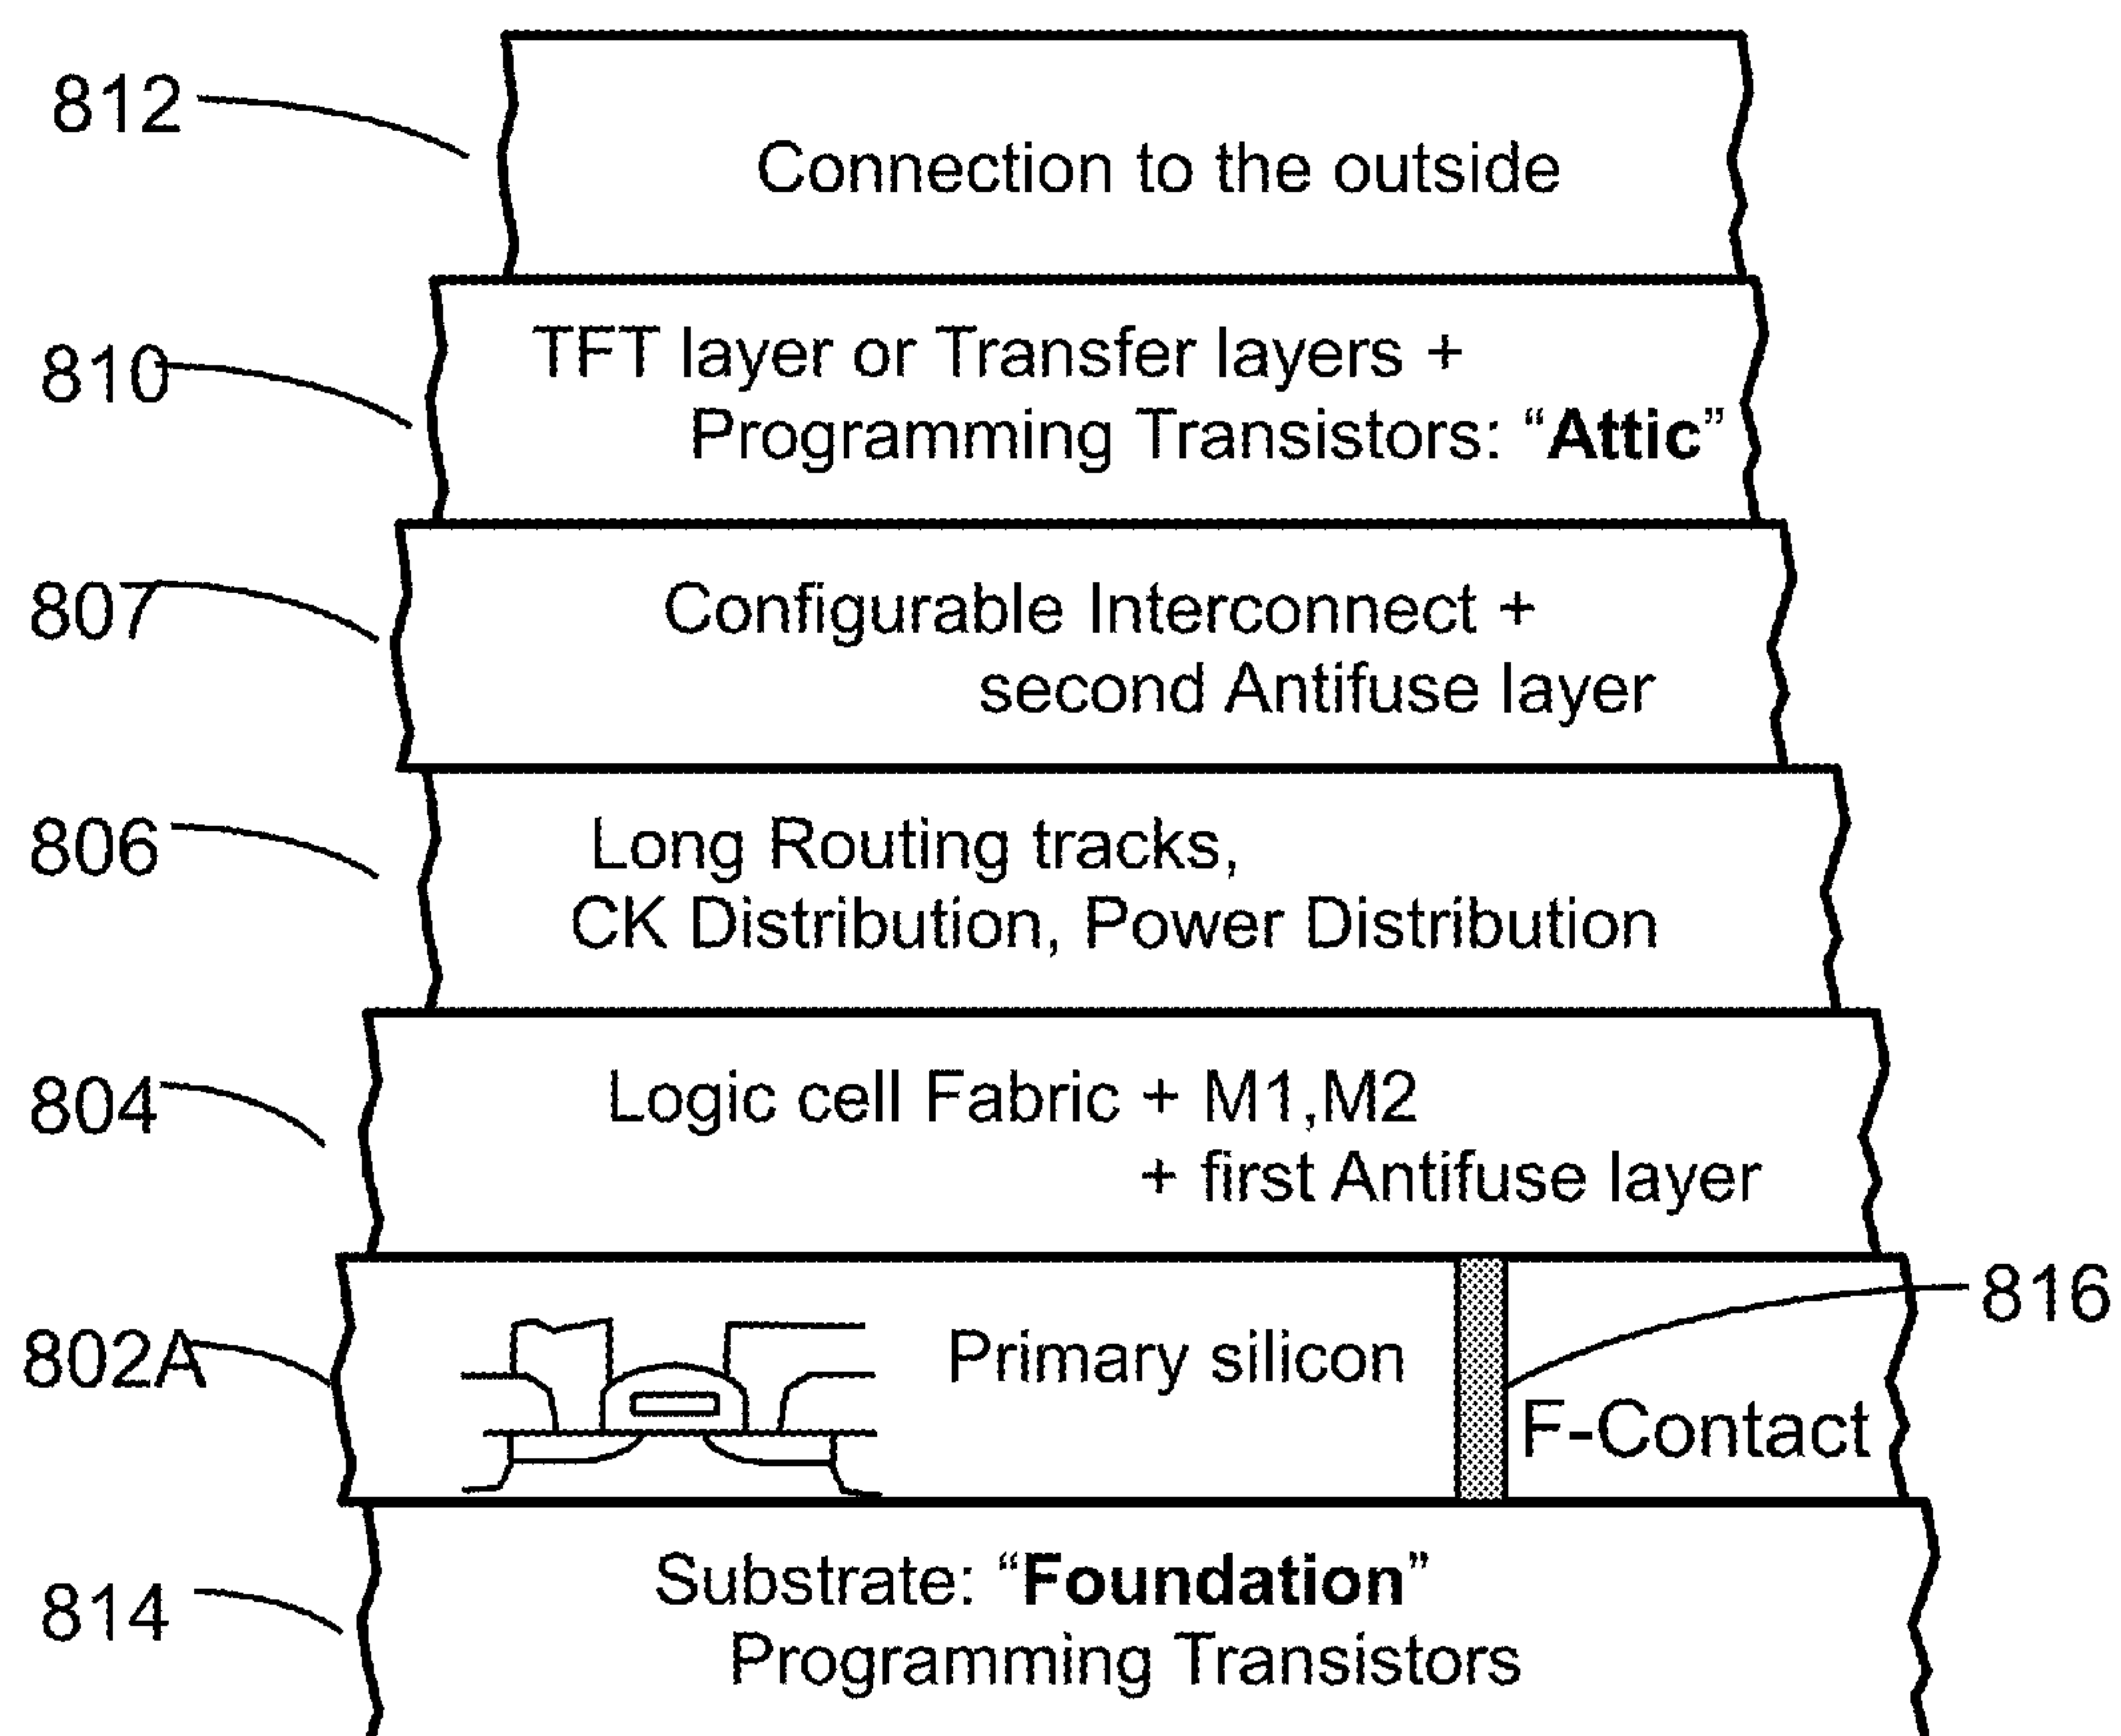 812
Connection to the outside
810
TFT layer or Transfer layers +
Programming Transistors: “Attic”
807
Configurable Interconnect +
second Antifuse layer
806
Long Routing tracks,
CK Distribution, Power Distribution
804
Logic cell Fabric + M1,M2
+ first Antifuse layer
802A
Primary silicon
816
F-Contact
814
Substrate: “Foundation”
Programming Transistors